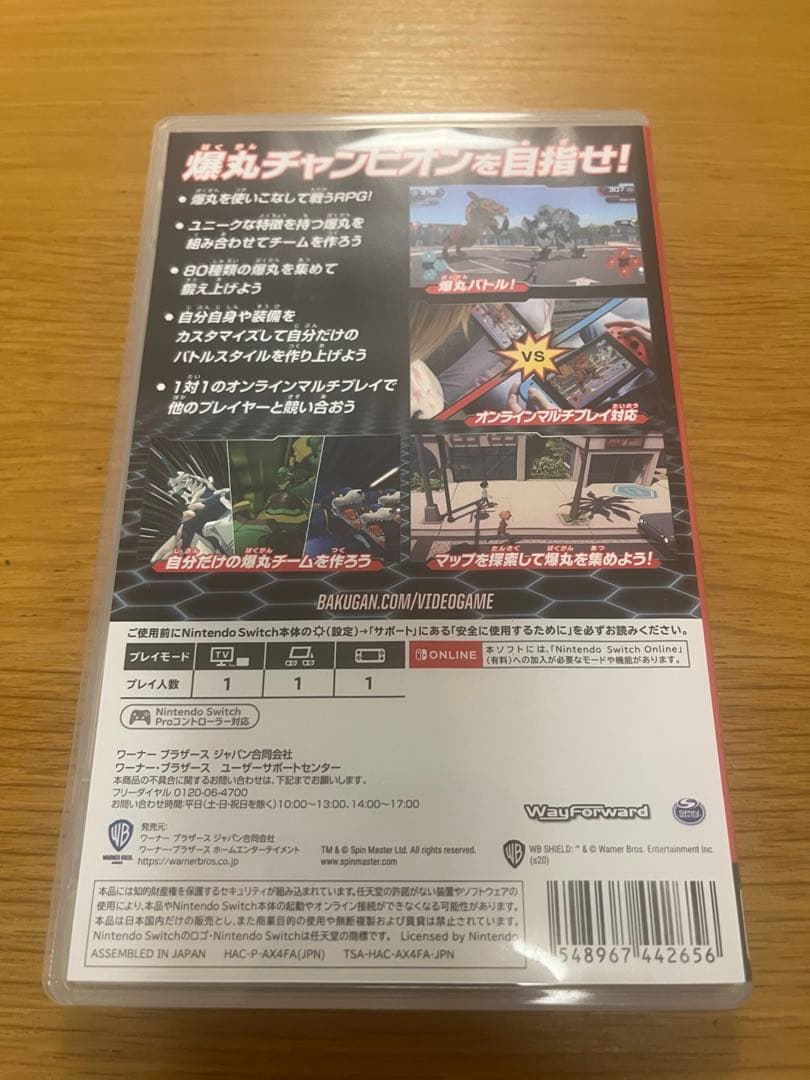 爆丸チャンピオンを目指せ!
● 爆丸を使いこなして戦うRPG!
● ユニークな特徴を持つ爆丸を
組み合わせてチームを作ろう
● 80種類の爆丸を集めて
鍛え上げよう
● 自分自身や装備を
カスタマイズして自分だけの
バトルスタイルを作り上げよう
● 1対1のオンラインマルチプレイで
他のプレイヤーと競い合おう
307
爆丸バトル!
VS
オンラインマルチプレイ対応
自分だけの爆丸チームを作ろう
マップを探索して爆丸を集めよう!
BAKUGAN.COM/VIDEOGAME
ご使用前にNintendo Switch本体の(設定)→「サポート」にある「安全に使用するために」を必ずお読みください。
プレイモード TV
プレイ人数 1 1 1
ONLINE
本ソフトには、「Nintendo Switch Online」
(有料)への加入が必要なモードや機能があります。
Nintendo Switch
Proコントローラー対応
ワーナー ブラザース ジャパン合同会社
ワーナー・ブラザース ユーザーサポートセンター
本商品の不具合に関するお問い合わせは、下記までお願いします。
フリーダイヤル 0120-06-4700
お問い合わせ時間:平日(土・日・祝日を除く)10:00〜13:00、14:00〜17:00
WayForward
WB
WARNER BROS.
発売元:
ワーナー ブラザース ジャパン合同会社
ワーナー・ブラザース ホームエンターテイメント
https://warnerbros.co.jp
TM & © Spin Master Ltd. All rights reserved.
www.spinmaster.com
WB SHIELD: ™ & © Warner Bros. Entertainment Inc.
(s20)
本品には知的財産権を保護するセキュリティが組み込まれています。任天堂の許諾がない装置やソフトウェアの
使用により、本品やNintendo Switch本体の起動やオンライン接続ができなくなる可能性があります。
本品は日本国内だけの販売とし、また商業目的の使用や無断複製および賃貸は禁止されています。
Nintendo Switchのロゴ・Nintendo Switchは任天堂の商標です。 Licensed by Nintendo
ASSEMBLED IN JAPAN HAC-P-AX4FA(JPN) TSA-HAC-AX4FA-JPN
4 548967 442656